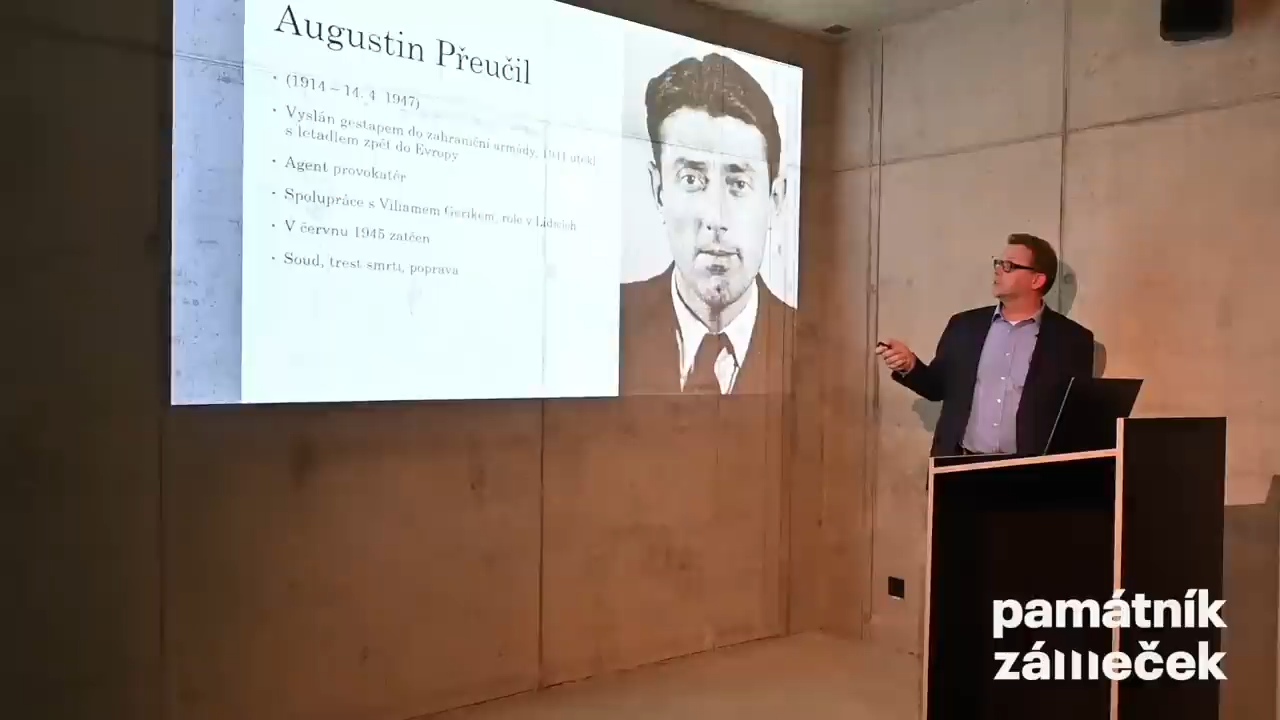 Augustin Přeučil
• (1914 – 14. 4. 1947)
• Vyslán gestapem do zahraniční armády, 1941 utekl
s letadlem zpět do Evropy
• Agent provokatér
• Spolupráce s Viliamem Gerikem, role v Lidicích
• V červnu 1945 zatčen
• Soud, trest smrti, poprava
památník
zámeček